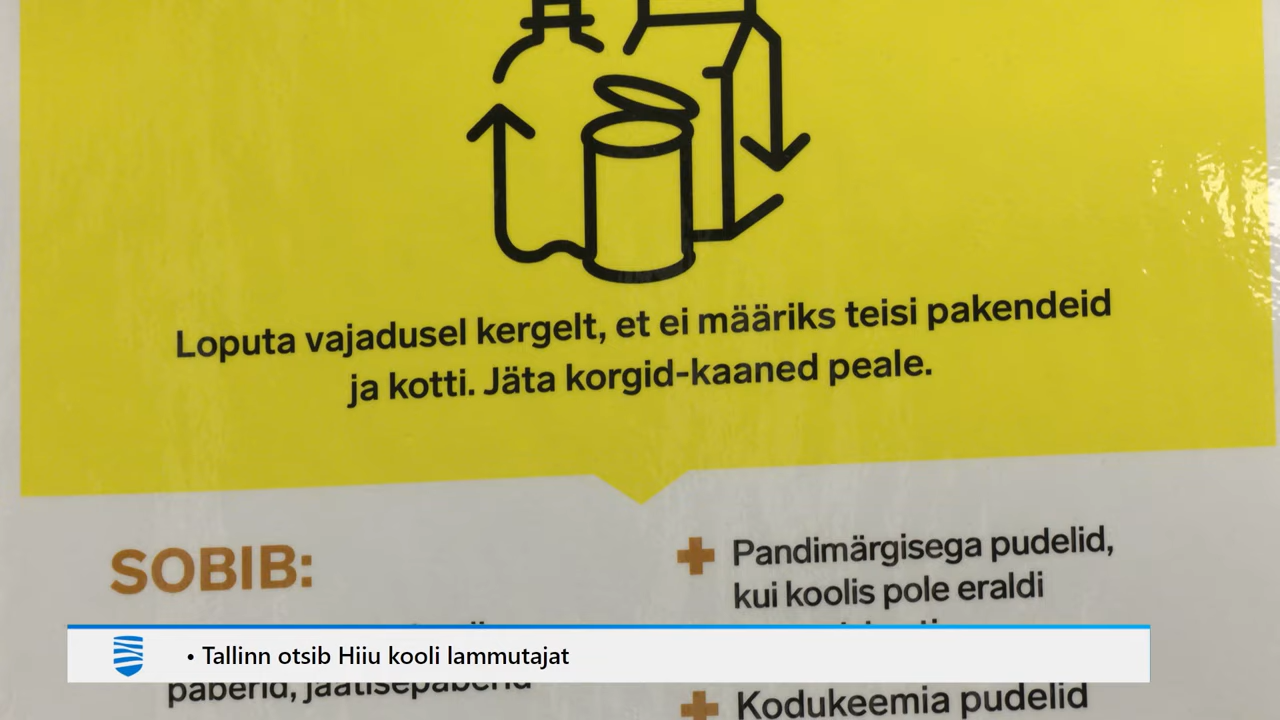 Loputa vajadusel kergelt, et ei määriks teisi pakendeid
ja kotti. Jäta korgid-kaaned peale.
SOBIB:
paberid, jäätisepaberid
Pandimärgisega pudelid,
kui koolis pole eraldi
Kodukeemia pudelid
• Tallinn otsib Hiiu kooli lammutajat